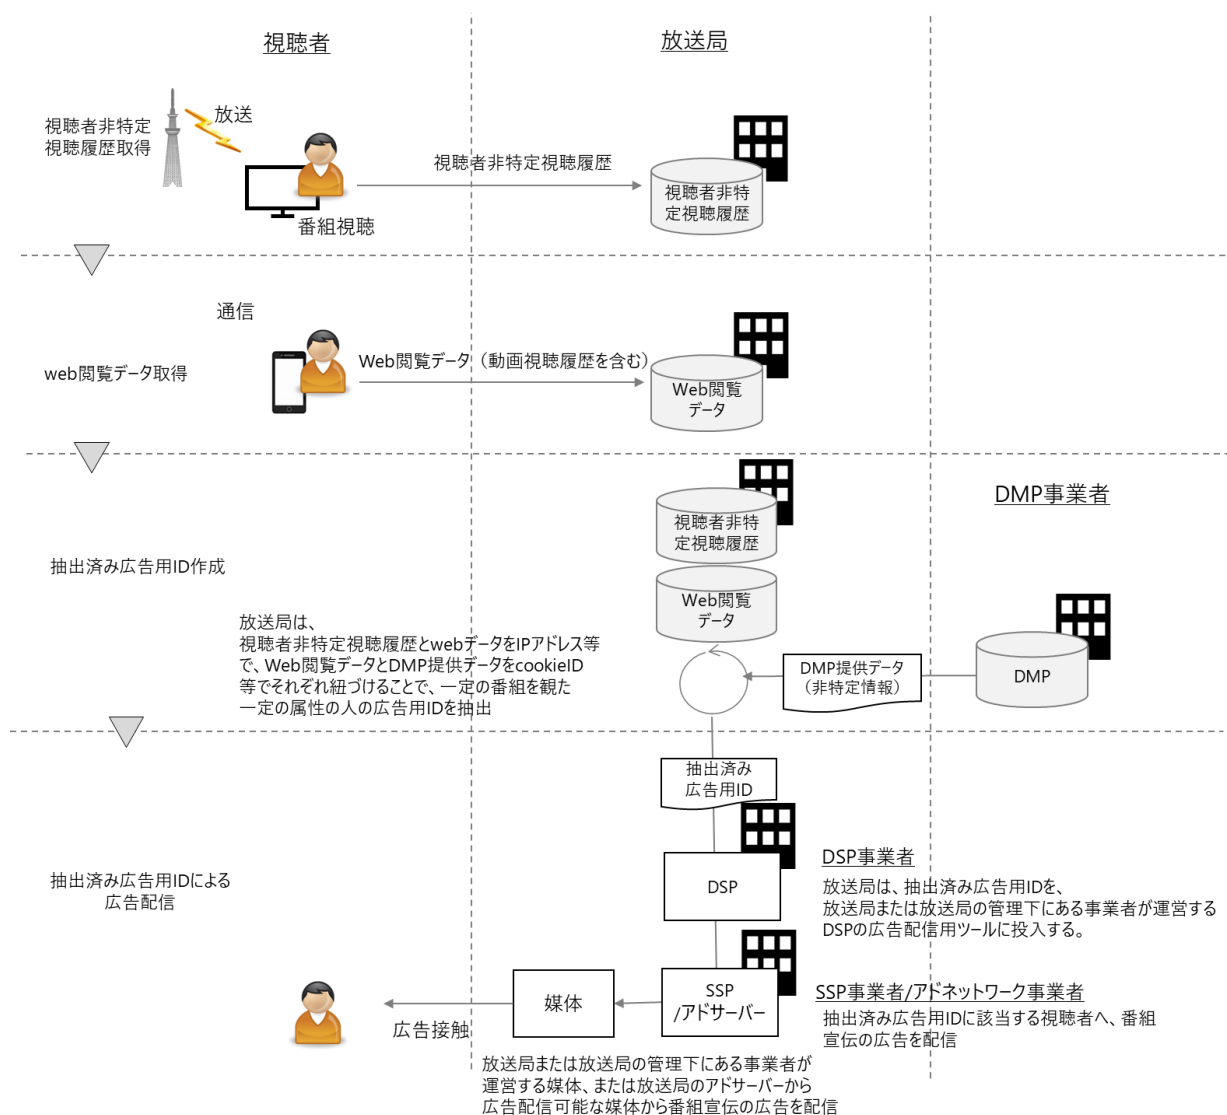 視聴者
放送局
視聴者非特定
視聴履歴取得
放送
番組視聴
視聴者非特定視聴履歴
視聴者非特
定視聴履歴
通信
web閲覧データ取得
Web閲覧データ（動画視聴履歴を含む）
Web閲覧
データ
DMP事業者
視聴者非特
定視聴履歴
抽出済み広告用ID作成
Web閲覧
データ
放送局は、
視聴者非特定視聴履歴とwebデータをIPアドレス等
で、Web閲覧データとDMP提供データをcookieID
等でそれぞれ紐づけることで、一定の番組を観た
一定の属性の人の広告用IDを抽出
DMP提供データ
（非特定情報）
DMP
抽出済み
広告用ID
抽出済み広告用IDによる
広告配信
DSP
DSP事業者
放送局は、抽出済み広告用IDを、
放送局または放送局の管理下にある事業者が運営する
DSPの広告配信用ツールに投入する。
SSP
/アドサーバー
SSP事業者/アドネットワーク事業者
抽出済み広告用IDに該当する視聴者へ、番組
宣伝の広告を配信
媒体
広告接触
放送局または放送局の管理下にある事業者が
運営する媒体、または放送局のアドサーバーから
広告配信可能な媒体から番組宣伝の広告を配信